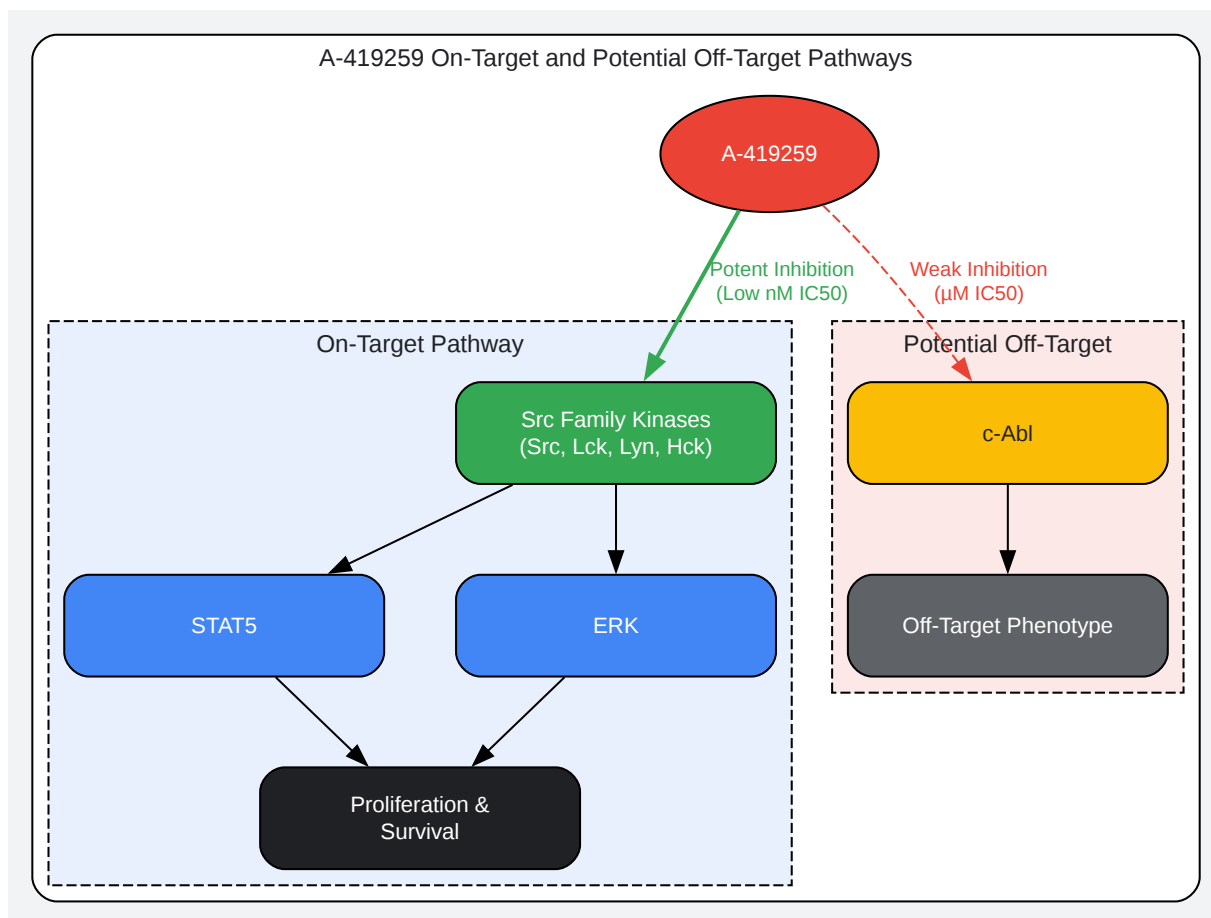 A-419259 On-Target and Potential Off-Target Pathways
A-419259
Potent Inhibition
(Low nM IC50)
Weak Inhibition
(µM IC50)
On-Target Pathway
Potential Off-Target
Src Family Kinases
(Src, Lck, Lyn, Hck)
c-Abl
STAT5
ERK
Off-Target Phenotype
Proliferation &
Survival